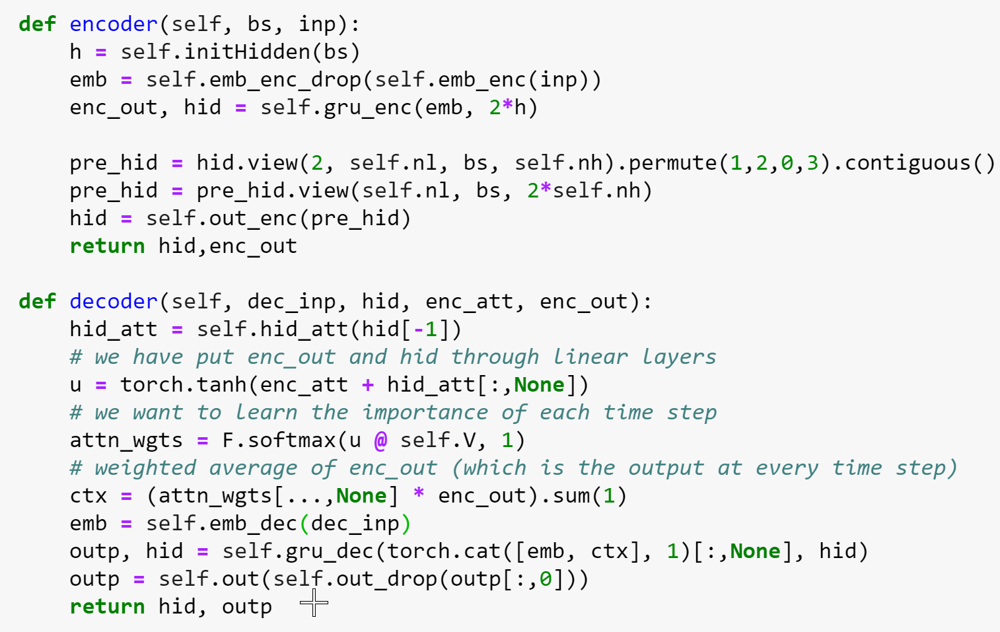 def encoder(self, bs, inp):
    h = self.initHidden(bs)
    emb = self.emb_enc_drop(self.emb_enc(inp))
    enc_out, hid = self.gru_enc(emb, 2*h)
    pre_hid = hid.view(2, self.nl, bs, self.nh).permute(1,2,0,3).contiguous()
    pre_hid = pre_hid.view(self.nl, bs, 2*self.nh)
    hid = self.out_enc(pre_hid)
    return hid,enc_out
def decoder(self, dec_inp, hid, enc_att, enc_out):
    hid_att = self.hid_att(hid[-1])
    # we have put enc_out and hid through linear layers
    u = torch.tanh(enc_att + hid_att[:,None])
    # we want to learn the importance of each time step
    attn_wgts = F.softmax(u @ self.V, 1)
    # weighted average of enc_out (which is the output at every time step)
    ctx = (attn_wgts[...,None] * enc_out).sum(1)
    emb = self.emb_dec(dec_inp)
    outp, hid = self.gru_dec(torch.cat([emb, ctx], 1)[:,None], hid)
    outp = self.out(self.out_drop(outp[:,0]))
    return hid, outp